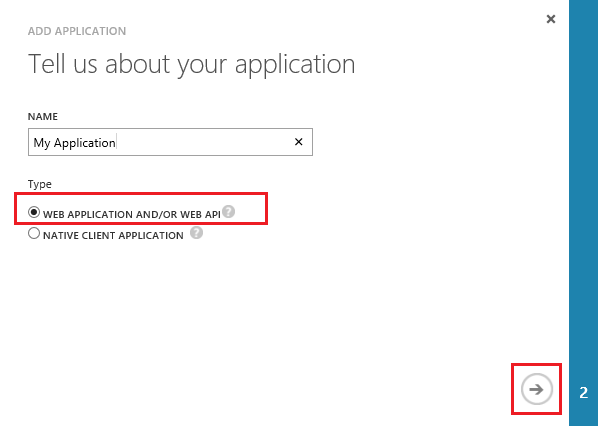 ADD APPLICATION
Tell us about your application
NAME
My Application
Type
WEB APPLICATION AND/OR WEB API ?
NATIVE CLIENT APPLICATION ?
2